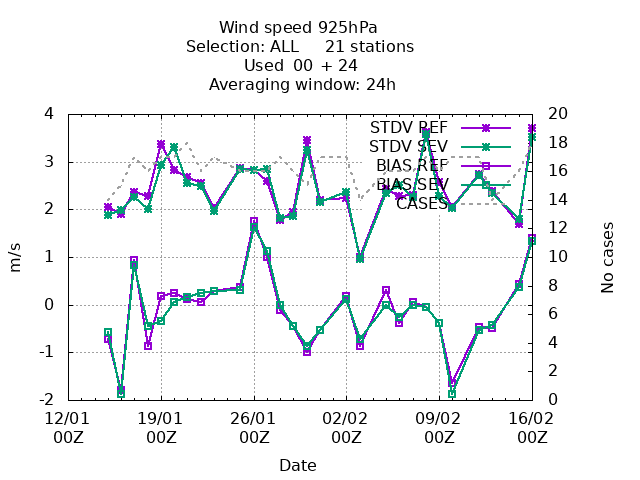 Wind speed 925hPa
Selection: ALL 21 stations
Used 00 + 24
Averaging window: 24h
4
3
2
1
0
-1
-2
m/s
20
18
16
14
12
10
8
6
4
2
0
No cases
STDV REF
STDV SEV
BIAS REF
BIAS SEV
CASES
12/01 19/01 26/01 02/02 09/02 16/02
00Z 00Z 00Z 00Z 00Z 00Z
Date